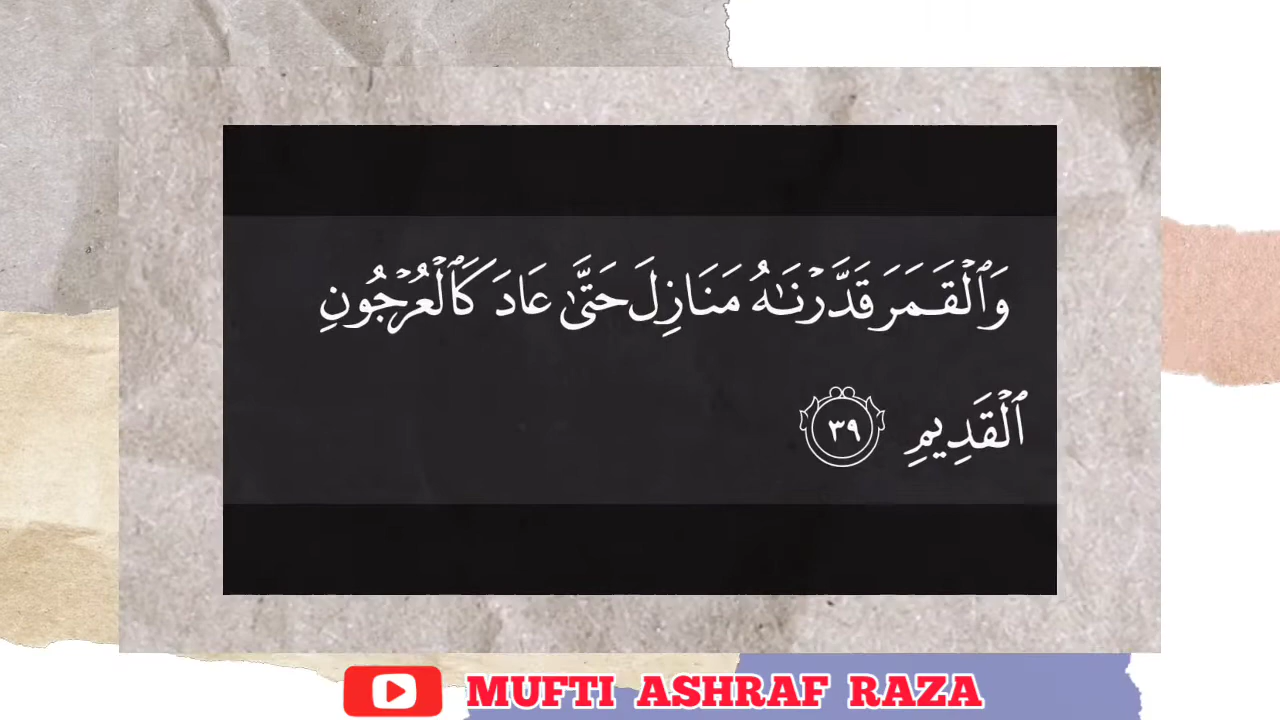 وَٱلۡقَمَرَ قَدَّرۡنَٰهُ مَنَازِلَ حَتَّىٰ عَادَ كَٱلۡعُرۡجُونِ
ٱلۡقَدِيمِ ٣٩
MUFTI ASHRAF RAZA